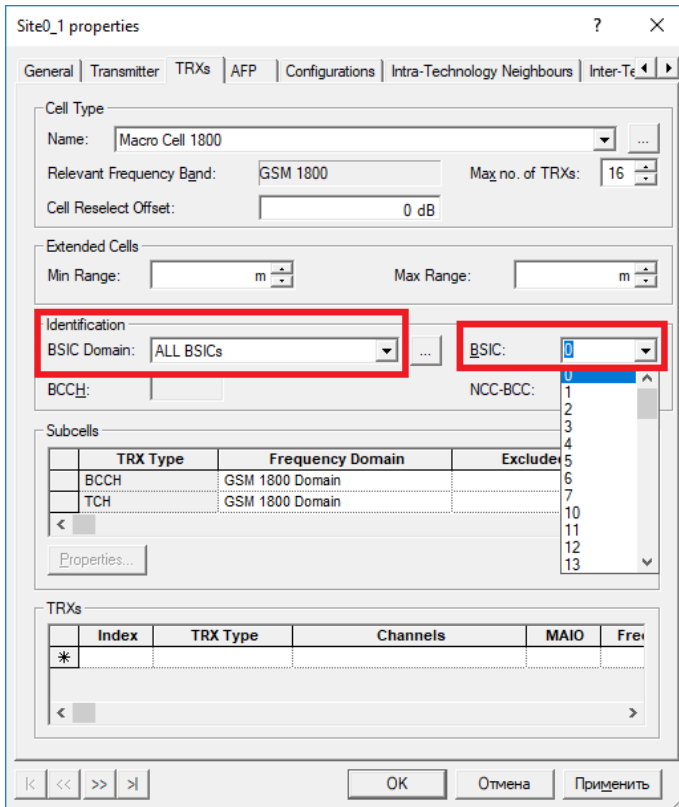 Site0_1 properties ? ×
General Transmitter TRXs AFP Configurations Intra-Technology Neighbours Inter-Te
Cell Type
Name: Macro Cell 1800 ...
Relevant Frequency Band: GSM 1800 Max no. of TRXs: 16
Cell Reselect Offset: 0 dB
Extended Cells
Min Range: m Max Range: m
Identification
BSIC Domain: ALL BSICs ... BSIC: 0
BCCH: NCC-BCC:
0
1
2
3
4
5
6
7
10
11
12
13
Subcells
TRX Type Frequency Domain Exclude
BCCH GSM 1800 Domain
TCH GSM 1800 Domain
Properties...
TRXs
Index TRX Type Channels MAIO Fre
*
|< << >> >| OK Отмена Применить